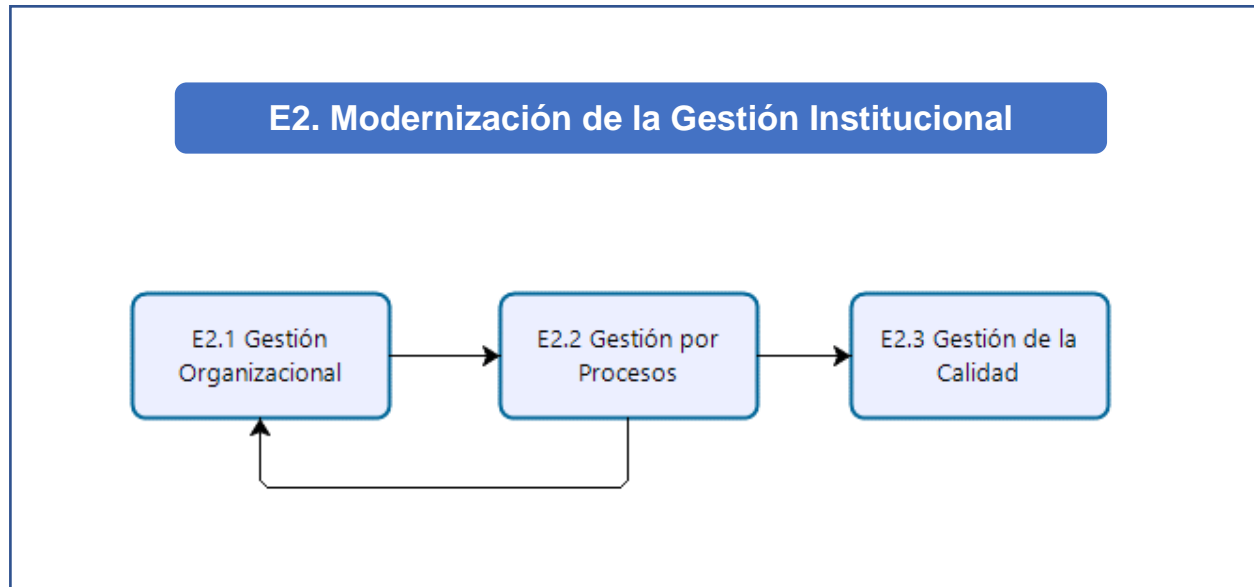 E2. Modernización de la Gestión Institucional
E2.1 Gestión
Organizacional
E2.2 Gestión por
Procesos
E2.3 Gestión de la
Calidad